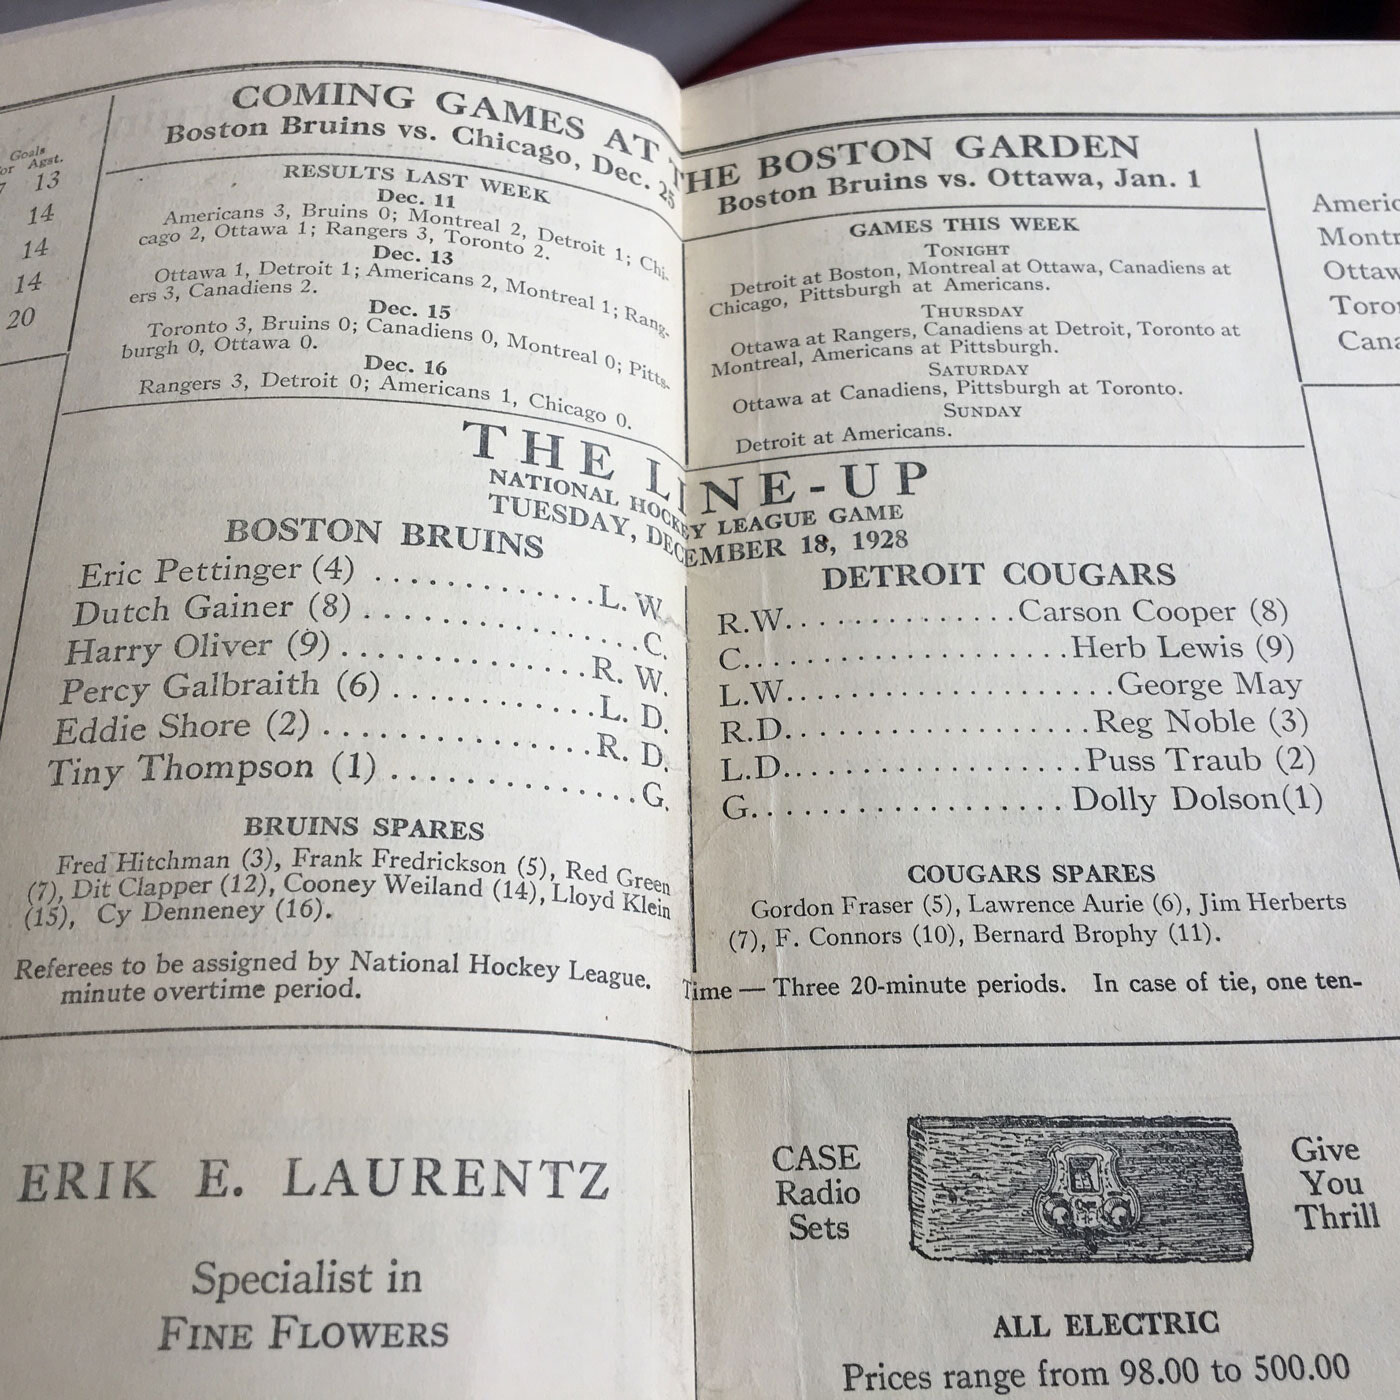 COMING GAMES AT THE BOSTON GARDEN
Boston Bruins vs. Chicago, Dec. 25
Boston Bruins vs. Ottawa, Jan. 1
Goals
Agst.
13
14
14
14
20
RESULTS LAST WEEK
Dec. 11
Americans 3, Bruins 0; Montreal 2, Detroit 1; Chi-
cago 2, Ottawa 1; Rangers 3, Toronto 2.
Dec. 13
Ottawa 1, Detroit 1; Americans 2, Montreal 1; Rang-
ers 3, Canadiens 2.
Dec. 15
Toronto 3, Bruins 0; Canadiens 0, Montreal 0; Pitts-
burgh 0, Ottawa 0.
Dec. 16
Rangers 3, Detroit 0; Americans 1, Chicago 0.
GAMES THIS WEEK
TONIGHT
Detroit at Boston, Montreal at Ottawa, Canadiens at
Chicago, Pittsburgh at Americans.
THURSDAY
Ottawa at Rangers, Canadiens at Detroit, Toronto at
Montreal, Americans at Pittsburgh.
SATURDAY
Ottawa at Canadiens, Pittsburgh at Toronto.
SUNDAY
Detroit at Americans.
Americ
Montr
Ottaw
Toro
Cana
THE LINE-UP
NATIONAL HOCKEY LEAGUE GAME
TUESDAY, DECEMBER 18, 1928
BOSTON BRUINS
Eric Pettinger (4) ............L. W.
Dutch Gainer (8) ................C.
Harry Oliver (9) ..............R. W.
Percy Galbraith (6) ............L. D.
Eddie Shore (2) ...............R. D.
Tiny Thompson (1) ..............G.
DETROIT COUGARS
R.W..............Carson Cooper (8)
C....................Herb Lewis (9)
L.W....................George May
R.D..................Reg Noble (3)
L.D.................Puss Traub (2)
G...................Dolly Dolson(1)
BRUINS SPARES
Fred Hitchman (3), Frank Fredrickson (5), Red Green
(7), Dit Clapper (12), Cooney Weiland (14), Lloyd Klein
(15), Cy Denneney (16).
COUGARS SPARES
Gordon Fraser (5), Lawrence Aurie (6), Jim Herberts
(7), F. Connors (10), Bernard Brophy (11).
Referees to be assigned by National Hockey League. Time — Three 20-minute periods. In case of tie, one ten-
minute overtime period.
ERIK E. LAURENTZ
Specialist in
FINE FLOWERS
CASE
Radio
Sets
Give
You
Thrill
ALL ELECTRIC
Prices range from 98.00 to 500.00